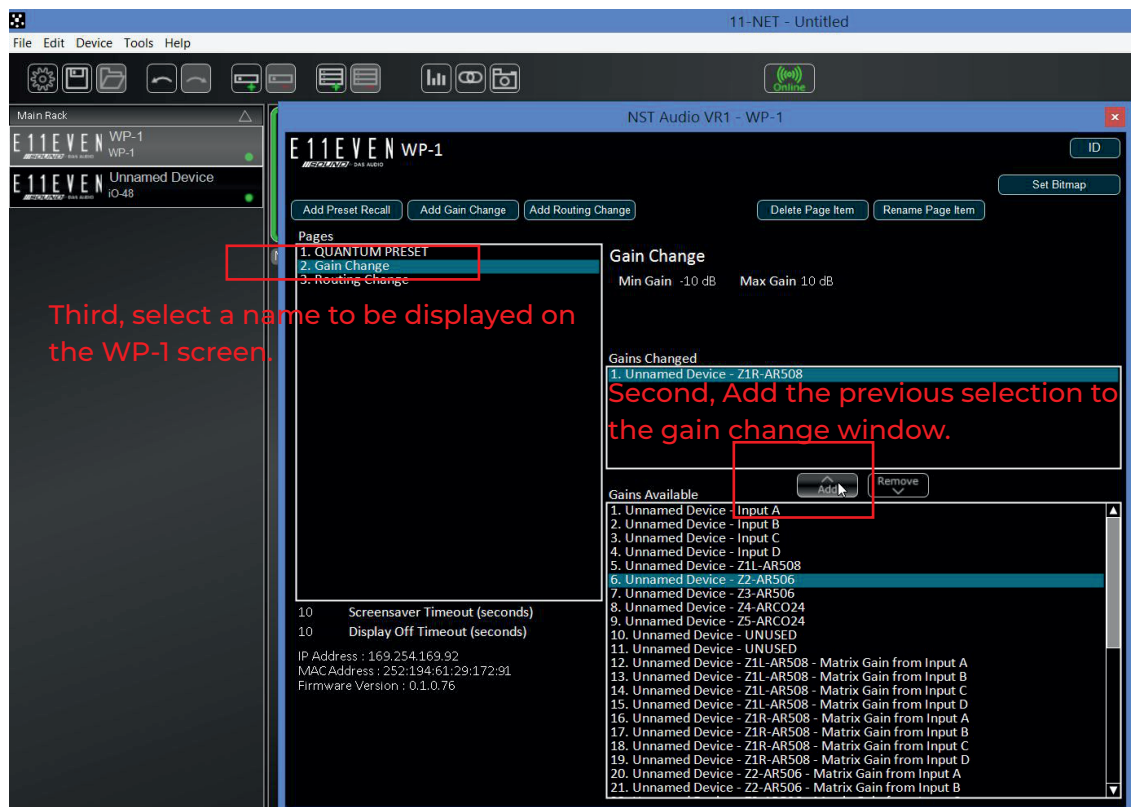 11-NET - Untitled
File Edit Device Tools Help
Online
Main Rack
E11EVEN WP-1
///SOUND BY DAS AUDIO WP-1
E11EVEN Unnamed Device
iO-48
NST Audio VR1 - WP-1
E11EVEN WP-1
///SOUND BY DAS AUDIO
ID
Set Bitmap
Add Preset Recall Add Gain Change Add Routing Change Delete Page Item Rename Page Item
Pages
1. QUANTUM PRESET
2. Gain Change
3. Routing Change
Third, select a name to be displayed on
the WP-1 screen.
10 Screensaver Timeout (seconds)
10 Display Off Timeout (seconds)
IP Address : 169.254.169.92
MAC Address : 252:194:61:29:172:91
Firmware Version : 0.1.0.76
Gain Change
Min Gain -10 dB Max Gain 10 dB
Gains Changed
1. Unnamed Device - Z1R-AR508
Second, Add the previous selection to
the gain change window.
Add Remove
Gains Available
1. Unnamed Device - Input A
2. Unnamed Device - Input B
3. Unnamed Device - Input C
4. Unnamed Device - Input D
5. Unnamed Device - Z1L-AR508
6. Unnamed Device - Z2-AR506
7. Unnamed Device - Z3-AR506
8. Unnamed Device - Z4-ARCO24
9. Unnamed Device - Z5-ARCO24
10. Unnamed Device - UNUSED
11. Unnamed Device - UNUSED
12. Unnamed Device - Z1L-AR508 - Matrix Gain from Input A
13. Unnamed Device - Z1L-AR508 - Matrix Gain from Input B
14. Unnamed Device - Z1L-AR508 - Matrix Gain from Input C
15. Unnamed Device - Z1L-AR508 - Matrix Gain from Input D
16. Unnamed Device - Z1R-AR508 - Matrix Gain from Input A
17. Unnamed Device - Z1R-AR508 - Matrix Gain from Input B
18. Unnamed Device - Z1R-AR508 - Matrix Gain from Input C
19. Unnamed Device - Z1R-AR508 - Matrix Gain from Input D
20. Unnamed Device - Z2-AR506 - Matrix Gain from Input A
21. Unnamed Device - Z2-AR506 - Matrix Gain from Input B